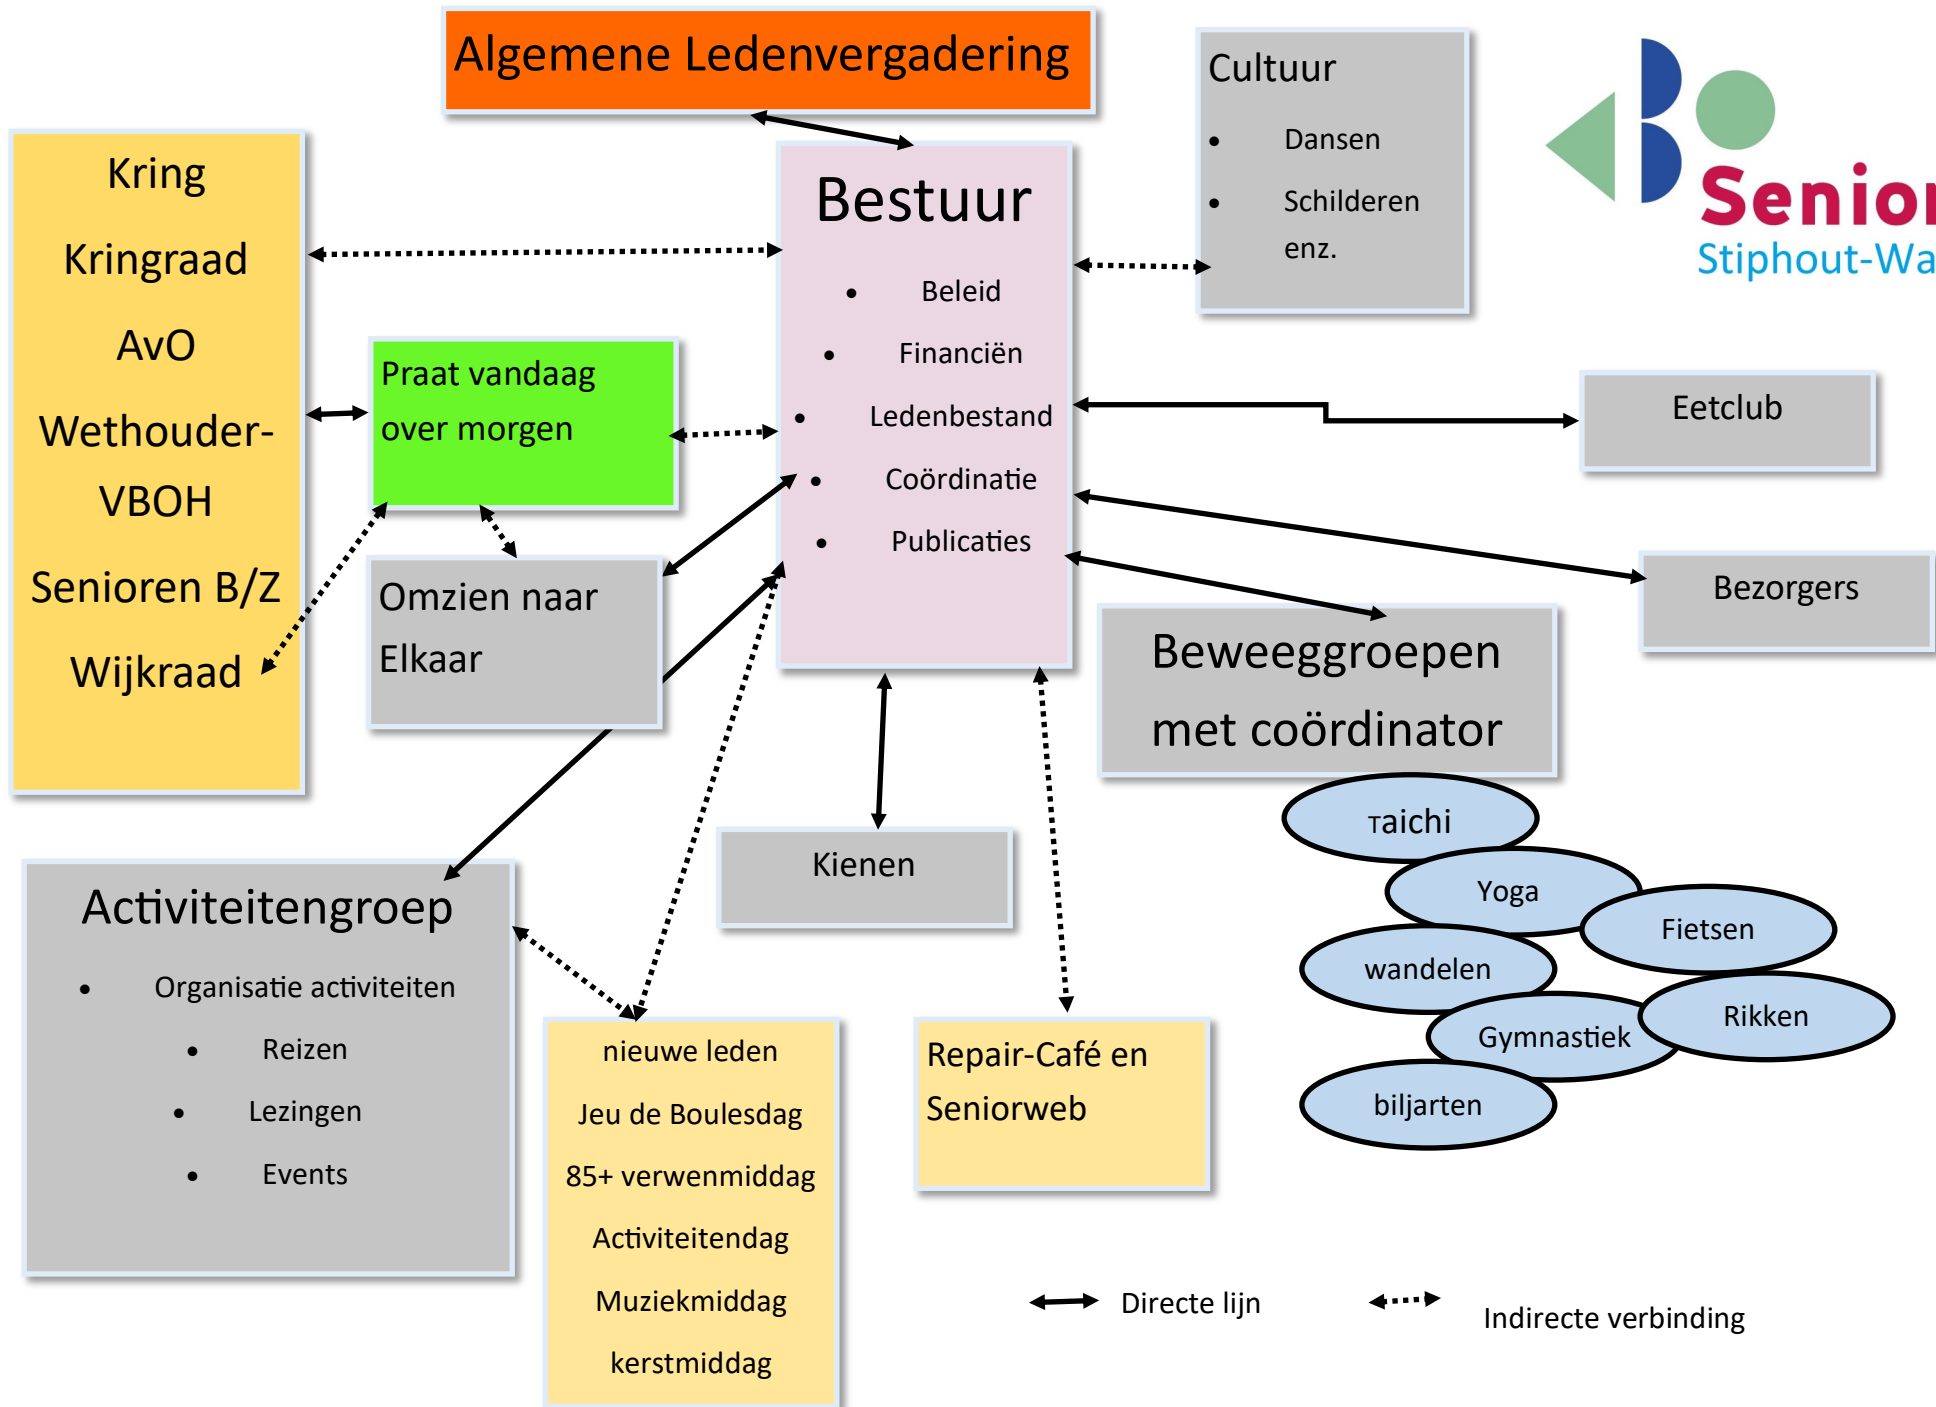 Algemene Ledenvergadering
Cultuur
• Dansen
• Schilderen
enz.
Senior
Stiphout-Wa
Kring
Kringraad
AvO
Wethouder-
VBOH
Senioren B/Z
Wijkraad
Bestuur
• Beleid
• Financiën
• Ledenbestand
• Coördinatie
• Publicaties
Praat vandaag
over morgen
Omzien naar
Elkaar
Eetclub
Bezorgers
Beweeggroepen
met coördinator
Taichi
Yoga
Fietsen
wandelen
Rikken
Gymnastiek
biljarten
Kienen
Activiteitengroep
• Organisatie activiteiten
• Reizen
• Lezingen
• Events
nieuwe leden
Jeu de Boulesdag
85+ verwenmiddag
Activiteitendag
Muziekmiddag
kerstmiddag
Repair-Café en
Seniorweb
Directe lijn
Indirecte verbinding